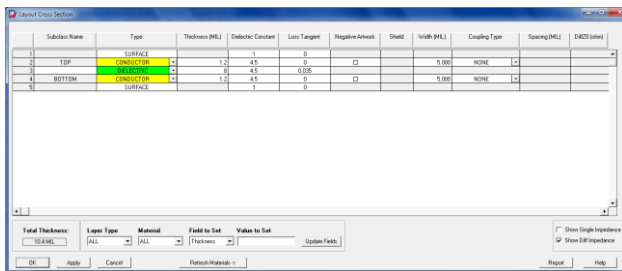 Layout Cross Section
Subclass Name Type Thickness (MIL) Dielectric Constant Loss Tangent Negative Artwork Shield Width (MIL) Coupling Type Spacing (MIL) DiffZ0 (ohm)
1 SURFACE 1 0
2 TOP CONDUCTOR 1.2 4.5 0 5.000 NONE
3 DIELECTRIC 8 4.5 0.035
4 BOTTOM CONDUCTOR 1.2 4.5 0 5.000 NONE
5 SURFACE 1 0
Total Thickness: Layer Type Material Field to Set Value to Set Show Single Impedance
10.4 MIL ALL ALL Thickness Update Fields Show Diff Impedance
OK Apply Cancel Refresh Materials Report Help